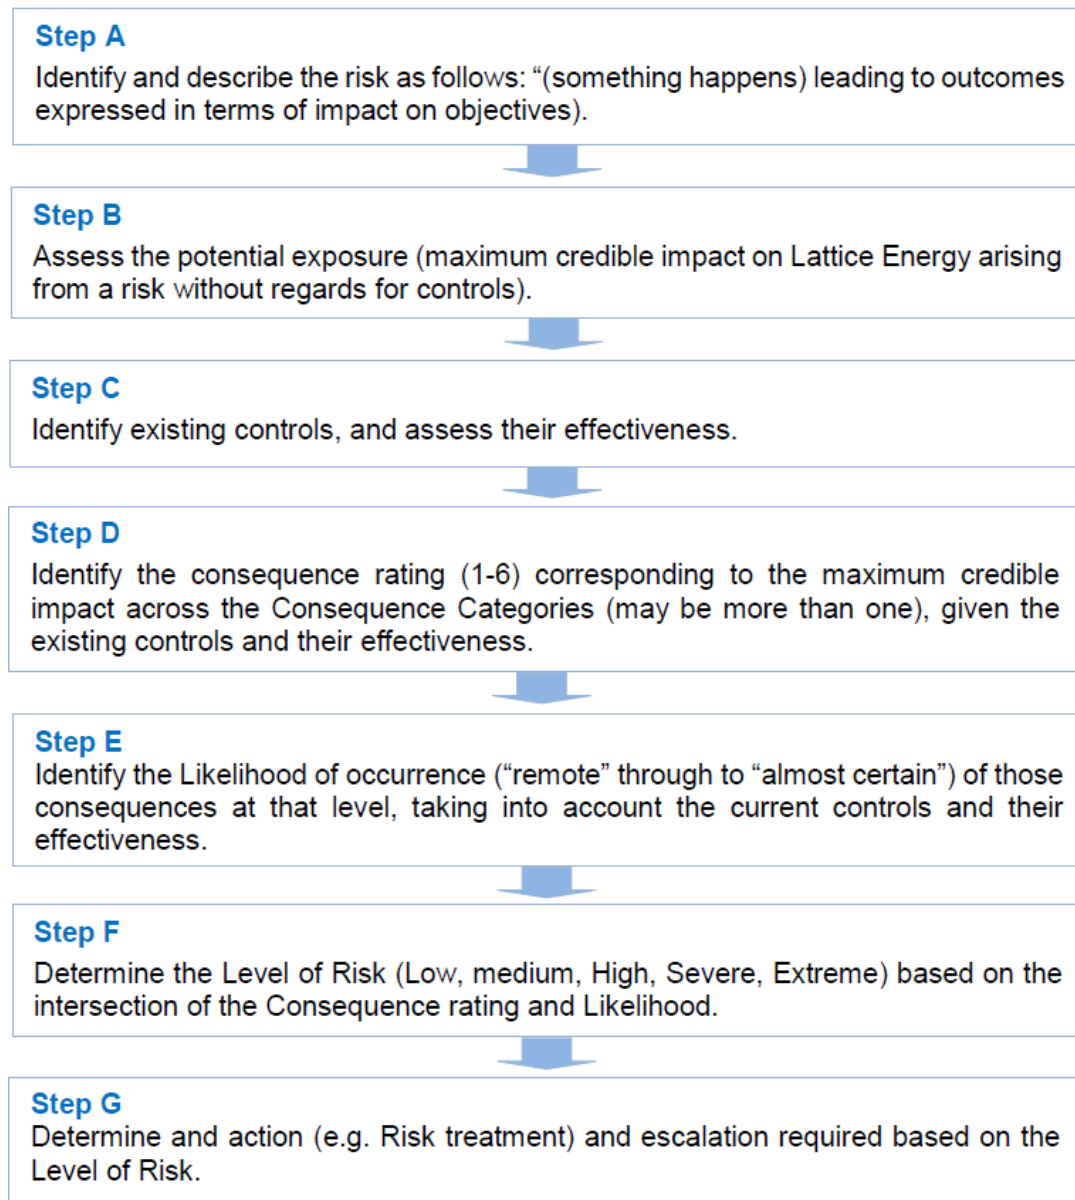 Step A
Identify and describe the risk as follows: “(something happens) leading to outcomes
expressed in terms of impact on objectives).
Step B
Assess the potential exposure (maximum credible impact on Lattice Energy arising
from a risk without regards for controls).
Step C
Identify existing controls, and assess their effectiveness.
Step D
Identify the consequence rating (1-6) corresponding to the maximum credible
impact across the Consequence Categories (may be more than one), given the
existing controls and their effectiveness.
Step E
Identify the Likelihood of occurrence (“remote” through to “almost certain”) of those
consequences at that level, taking into account the current controls and their
effectiveness.
Step F
Determine the Level of Risk (Low, medium, High, Severe, Extreme) based on the
intersection of the Consequence rating and Likelihood.
Step G
Determine and action (e.g. Risk treatment) and escalation required based on the
Level of Risk.